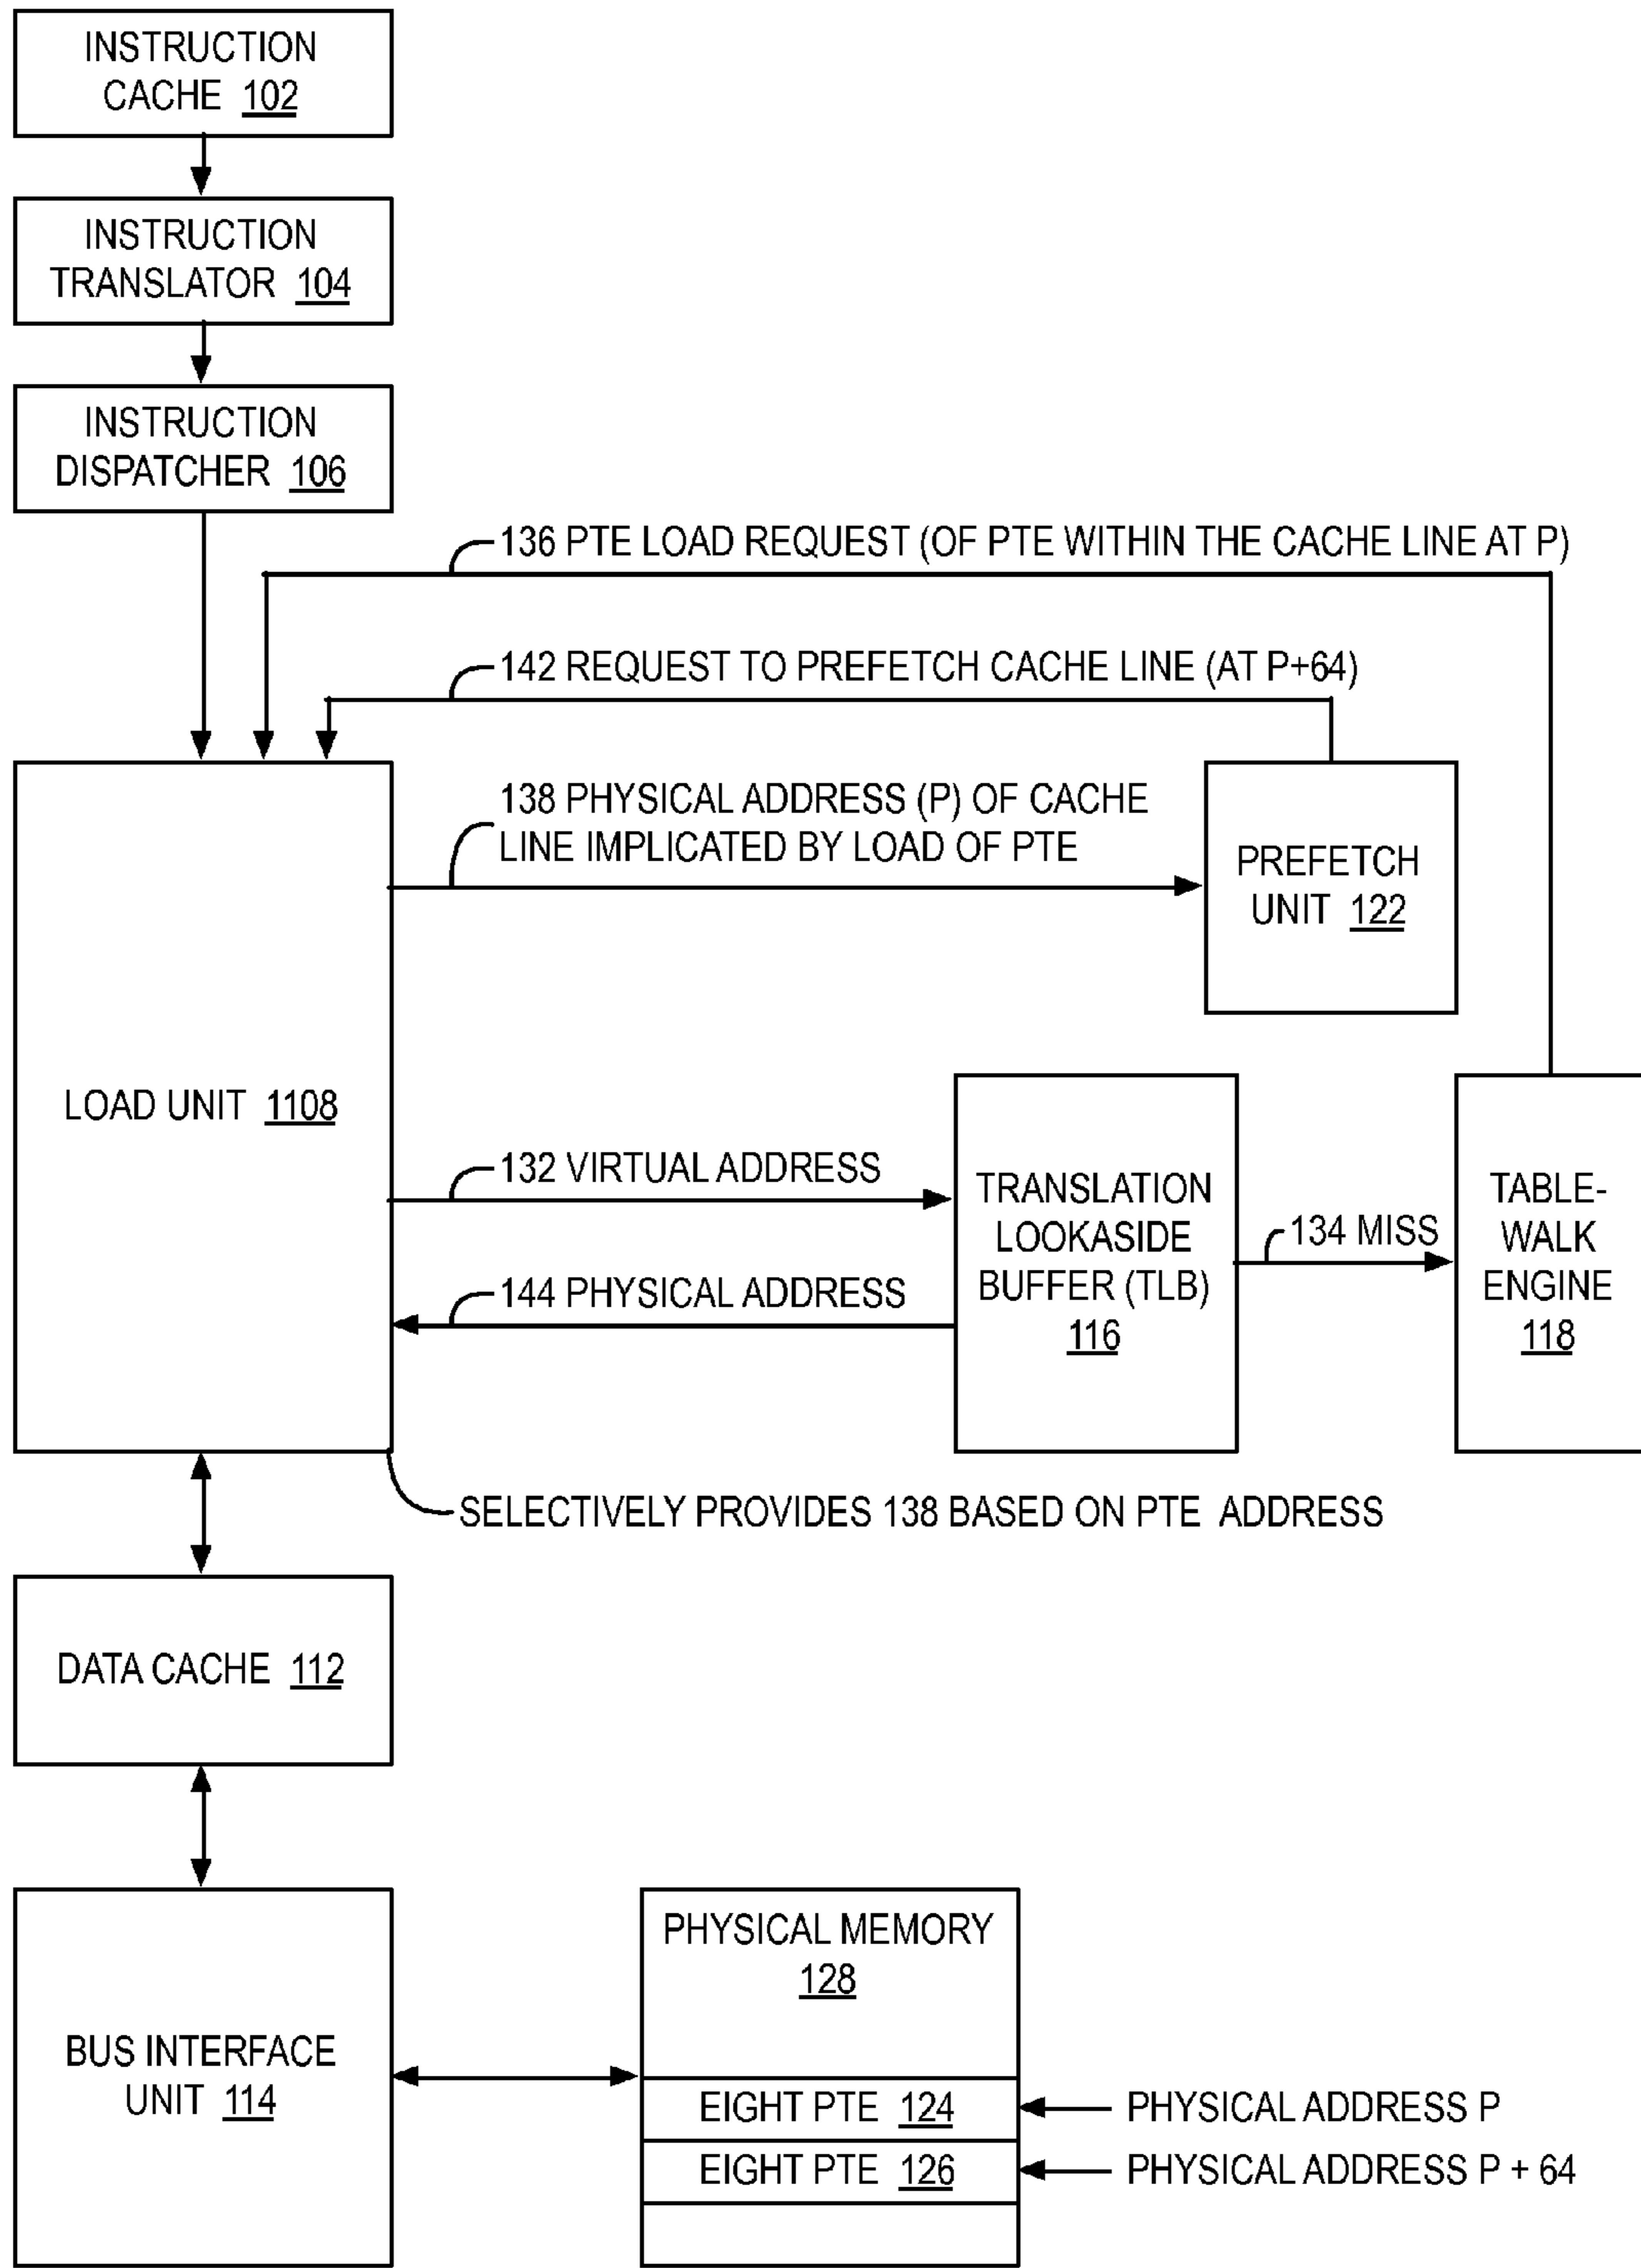 INSTRUCTION
CACHE 102
INSTRUCTION
TRANSLATOR 104
INSTRUCTION
DISPATCHER 106
136 PTE LOAD REQUEST (OF PTE WITHIN THE CACHE LINE AT P)
142 REQUEST TO PREFETCH CACHE LINE (AT P+64)
138 PHYSICAL ADDRESS (P) OF CACHE
LINE IMPLICATED BY LOAD OF PTE
PREFETCH
UNIT 122
LOAD UNIT 1108
132 VIRTUAL ADDRESS
144 PHYSICAL ADDRESS
TRANSLATION
LOOKASIDE
BUFFER (TLB)
116
134 MISS
TABLE-
WALK
ENGINE
118
SELECTIVELY PROVIDES 138 BASED ON PTE ADDRESS
DATA CACHE 112
BUS INTERFACE
UNIT 114
PHYSICAL MEMORY
128
EIGHT PTE 124
PHYSICAL ADDRESS P
EIGHT PTE 126
PHYSICAL ADDRESS P + 64